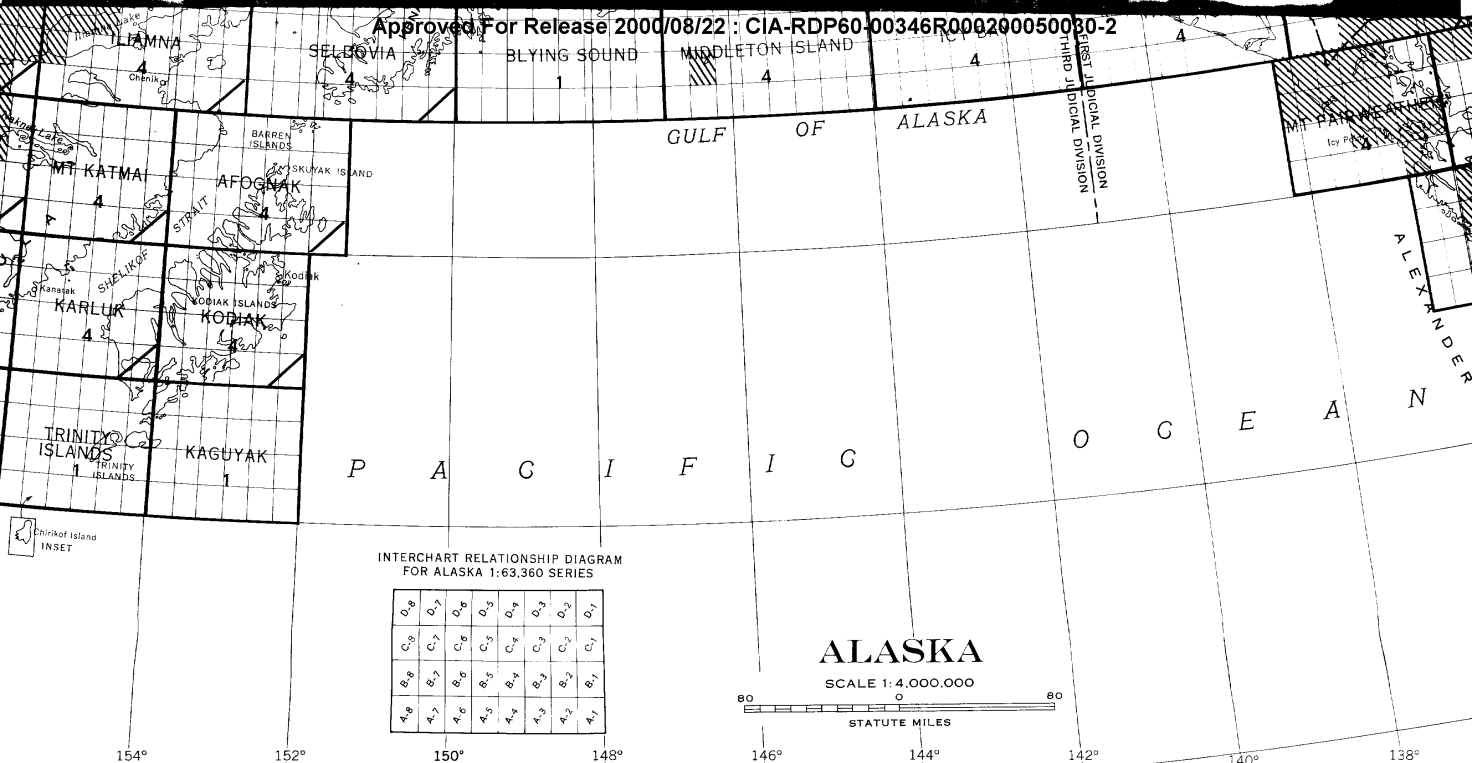 Approved For Release 2000/08/22 : CIA-RDP60-00346R000200050030-2
ILIAMNA
4
Chenik
SELDOVIA
4
BLYING SOUND
1
MIDDLETON ISLAND
4
4
4
THIRD JUDICIAL DIVISION
FIRST JUDICIAL DIVISION
MT FAIRWEATHER
4
GULF OF ALASKA
BARREN
ISLANDS
MT KATMAI
4
AFOGNAK
4
SKUYAK ISLAND
SHELIKOF STRAIT
Kanatak
KARLUK
4
Kodiak
KODIAK ISLANDS
KODIAK
4
ALEXANDER
TRINITY
ISLANDS
1
TRINITY
ISLANDS
KAGUYAK
1
PACIFIC OCEAN
Chirikof Island
INSET
INTERCHART RELATIONSHIP DIAGRAM
FOR ALASKA 1:63,360 SERIES
D-8 D-7 D-6 D-5 D-4 D-3 D-2 D-1
C-8 C-7 C-6 C-5 C-4 C-3 C-2 C-1
B-8 B-7 B-6 B-5 B-4 B-3 B-2 B-1
A-8 A-7 A-6 A-5 A-4 A-3 A-2 A-1
ALASKA
SCALE 1:4,000,000
80 0 80
STATUTE MILES
154° 152° 150° 148° 146° 144° 142° 140° 138°